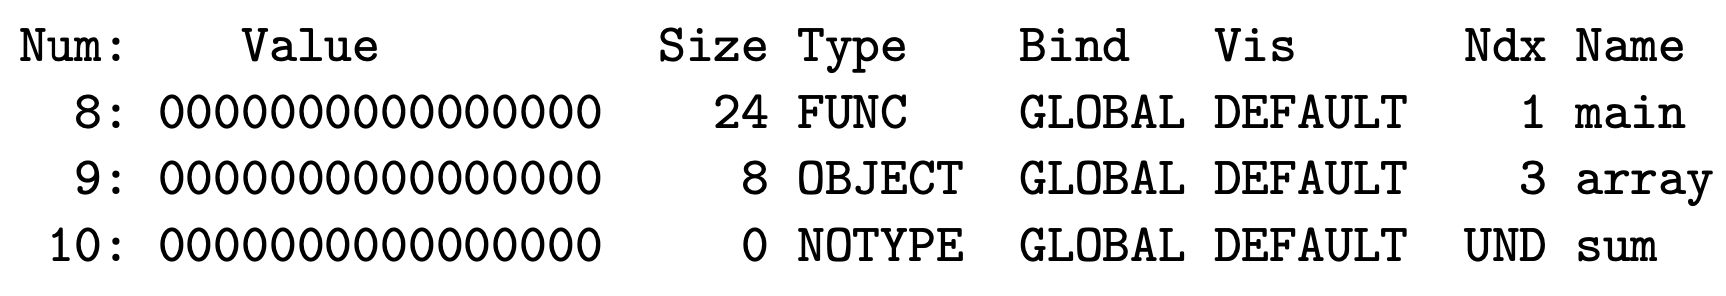 Num:    Value          Size Type    Bind   Vis      Ndx Name
  8: 0000000000000000    24 FUNC    GLOBAL DEFAULT    1 main
  9: 0000000000000000     8 OBJECT  GLOBAL DEFAULT    3 array
 10: 0000000000000000     0 NOTYPE  GLOBAL DEFAULT  UND sum